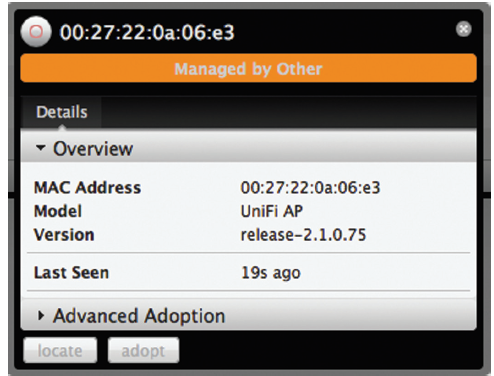 00:27:22:0a:06:e3
Managed by Other
Details
Overview
MAC Address 00:27:22:0a:06:e3
Model UniFi AP
Version release-2.1.0.75
Last Seen 19s ago
Advanced Adoption
locate adopt